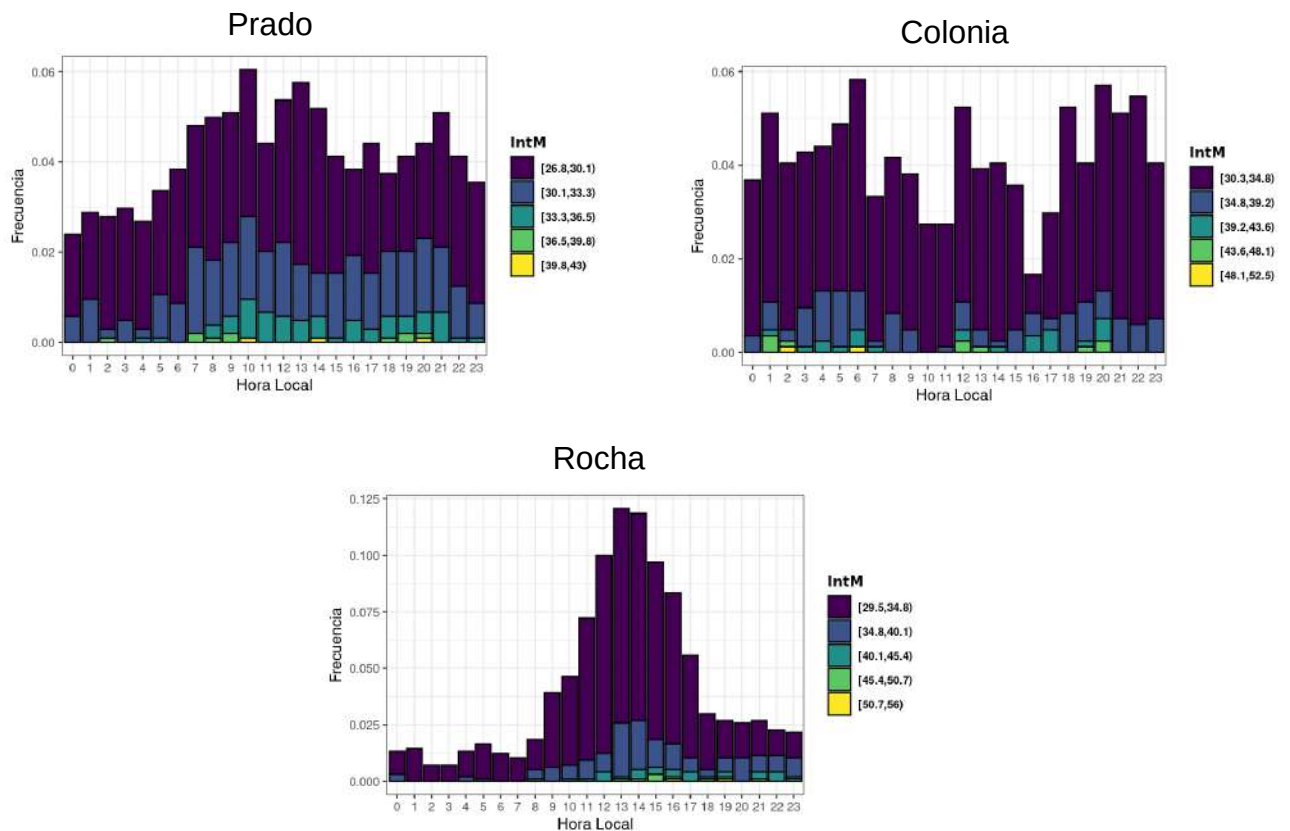 Prado
0.06
0.04
0.02
0.00
Frecuencia
0 1 2 3 4 5 6 7 8 9 10 11 12 13 14 15 16 17 18 19 20 21 22 23
Hora Local
IntM
[26.8,30.1)
[30.1,33.3)
[33.3,36.5)
[36.5,39.8)
[39.8,43)
Colonia
0.06
0.04
0.02
0.00
Frecuencia
0 1 2 3 4 5 6 7 8 9 10 11 12 13 14 15 16 17 18 19 20 21 22 23
Hora Local
IntM
[30.3,34.8)
[34.8,39.2)
[39.2,43.6)
[43.6,48.1)
[48.1,52.5)
Rocha
0.125
0.100
0.075
0.050
0.025
0.000
Frecuencia
0 1 2 3 4 5 6 7 8 9 10 11 12 13 14 15 16 17 18 19 20 21 22 23
Hora Local
IntM
[29.5,34.8)
[34.8,40.1)
[40.1,45.4)
[45.4,50.7)
[50.7,56)